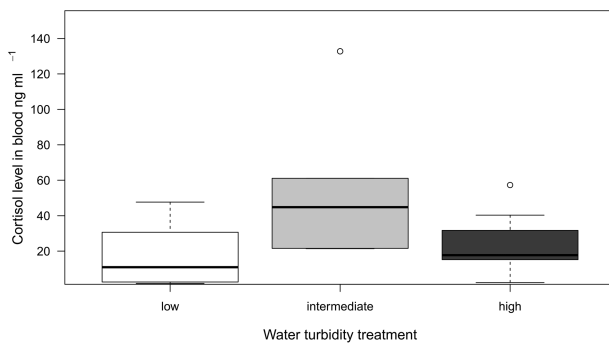 Cortisol level in blood ng ml ⁻¹
140
120
100
80
60
40
20
low intermediate high
Water turbidity treatment